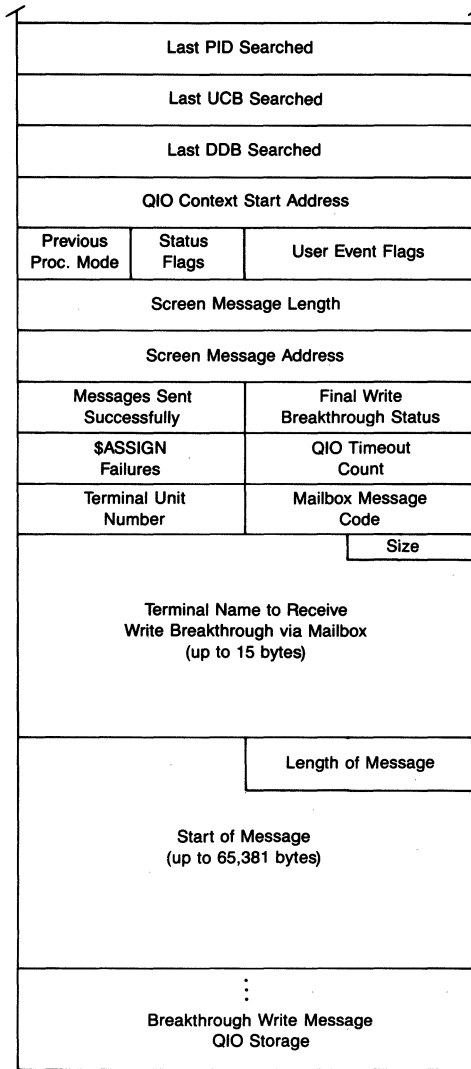 Last PID Searched
Last UCB Searched
Last DDB Searched
QIO Context Start Address
Previous
Proc. Mode
Status
Flags
User Event Flags
Screen Message Length
Screen Message Address
Messages Sent
Successfully
Final Write
Breakthrough Status
$ASSIGN
Failures
QIO Timeout
Count
Terminal Unit
Number
Mailbox Message
Code
Size
Terminal Name to Receive
Write Breakthrough via Mailbox
(up to 15 bytes)
Length of Message
Start of Message
(up to 65,381 bytes)
⋮
Breakthrough Write Message
QIO Storage